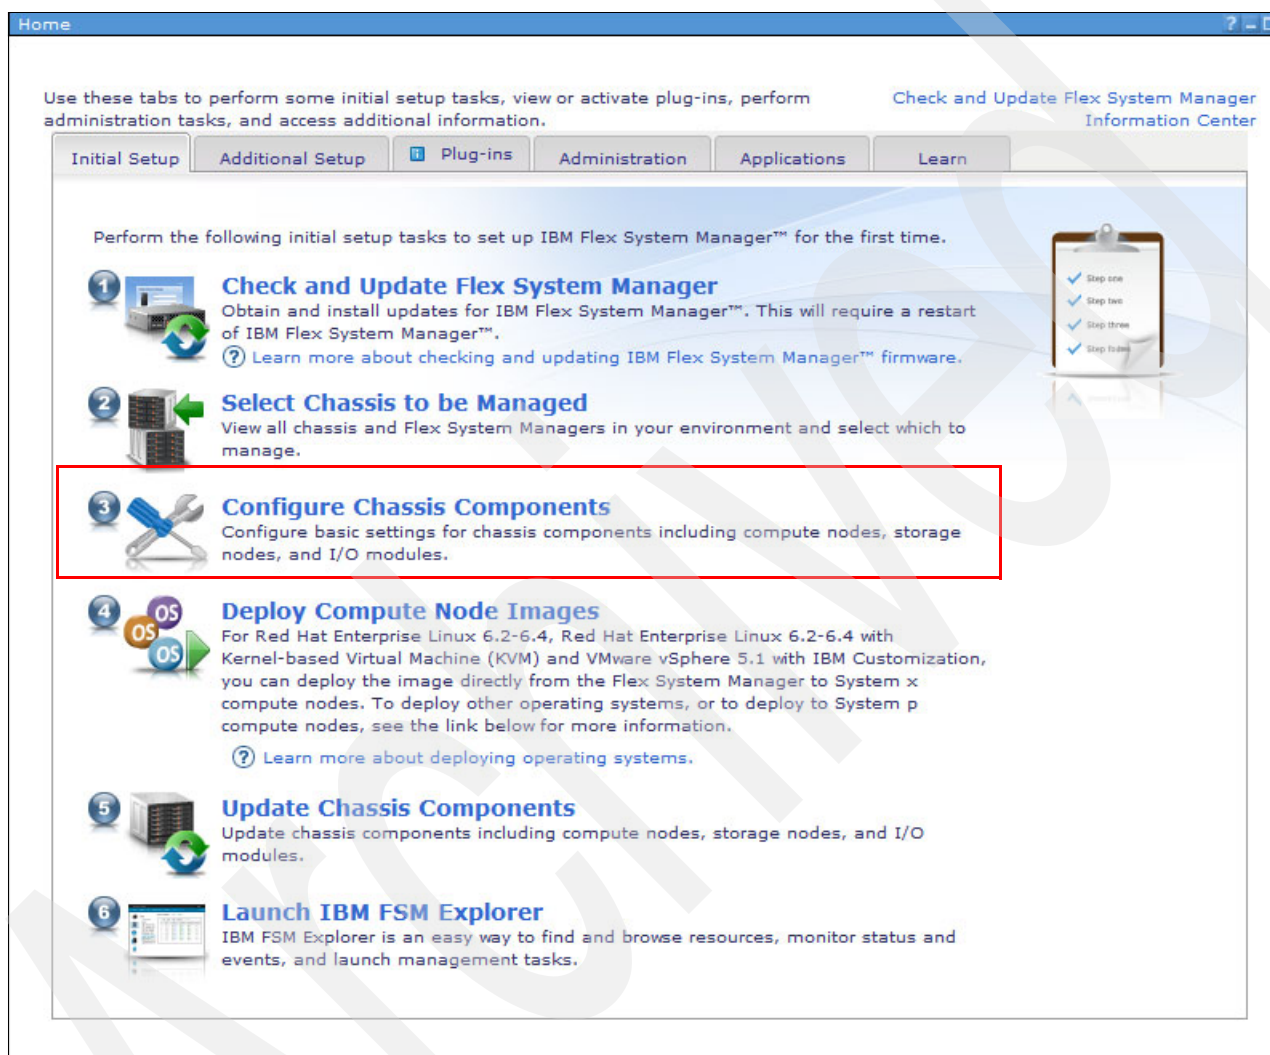 Home
Use these tabs to perform some initial setup tasks, view or activate plug-ins, perform
administration tasks, and access additional information.
Check and Update Flex System Manager
Information Center
Initial Setup
Additional Setup
Plug-ins
Administration
Applications
Learn
Perform the following initial setup tasks to set up IBM Flex System Manager™ for the first time.
Step one
Step two
Step three
1
Check and Update Flex System Manager
Obtain and install updates for IBM Flex System Manager™. This will require a restart
of IBM Flex System Manager™.
? Learn more about checking and updating IBM Flex System Manager™ firmware.
2
Select Chassis to be Managed
View all chassis and Flex System Managers in your environment and select which to
manage.
3
Configure Chassis Components
Configure basic settings for chassis components including compute nodes, storage
nodes, and I/O modules.
4
OS
OS
OS
Deploy Compute Node Images
For Red Hat Enterprise Linux 6.2-6.4, Red Hat Enterprise Linux 6.2-6.4 with
Kernel-based Virtual Machine (KVM) and VMware vSphere 5.1 with IBM Customization,
you can deploy the image directly from the Flex System Manager to System x
compute nodes. To deploy other operating systems, or to deploy to System p
compute nodes, see the link below for more information.
? Learn more about deploying operating systems.
5
Update Chassis Components
Update chassis components including compute nodes, storage nodes, and I/O
modules.
6
Launch IBM FSM Explorer
IBM FSM Explorer is an easy way to find and browse resources, monitor status and
events, and launch management tasks.
Archived